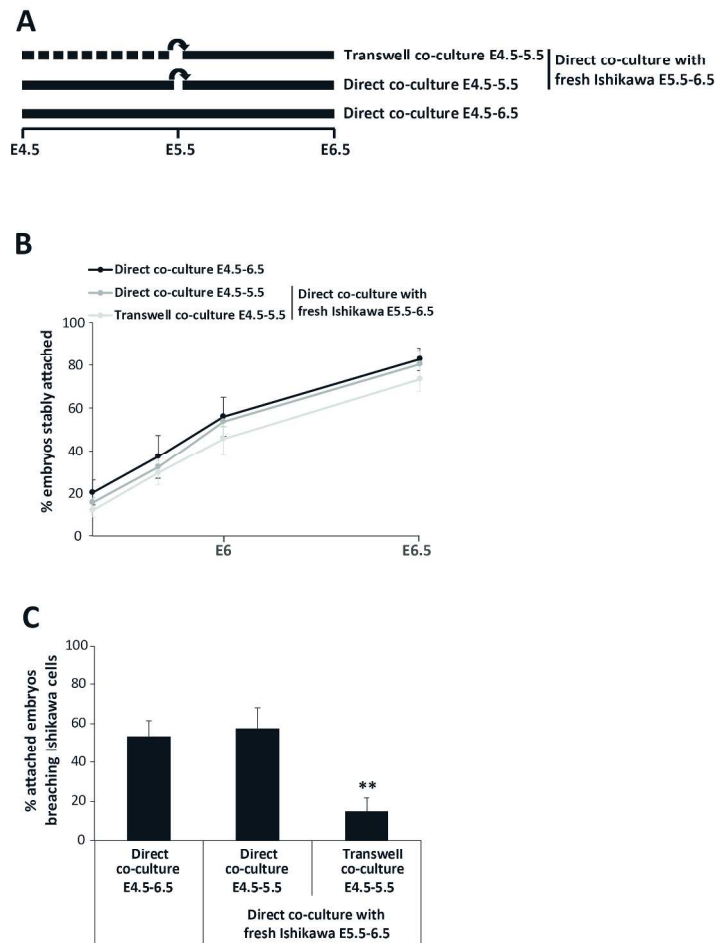 A
Transwell co-culture E4.5-5.5
Direct co-culture E4.5-5.5
Direct co-culture with
fresh Ishikawa E5.5-6.5
Direct co-culture E4.5-6.5
E4.5
E5.5
E6.5
B
Direct co-culture E4.5-6.5
Direct co-culture E4.5-5.5
Transwell co-culture E4.5-5.5
Direct co-culture with
fresh Ishikawa E5.5-6.5
% embryos stably attached
100
80
60
40
20
0
E6
E6.5
C
% attached embryos
breaching Ishikawa cells
100
80
60
40
20
0
**
Direct
co-culture
E4.5-6.5
Direct
co-culture
E4.5-5.5
Transwell
co-culture
E4.5-5.5
Direct co-culture with
fresh Ishikawa E5.5-6.5